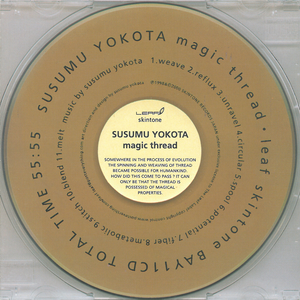 SUSUMU YOKOTA magic thread · leaf skintone BAY11CD TOTAL TIME 55:55
music by susumu yokota 1.weave 2.reflux 3.unravel 4.circular 5.spool 6.potential 7.fiber 8.metabolic 9.stitch 10.blend 11.melt
LEAF
skintone
SUSUMU YOKOTA
magic thread
SOMEWHERE IN THE PROCESS OF EVOLUTION
THE SPINNING AND WEAVING OF THREAD
BECAME POSSIBLE FOR HUMANKIND.
HOW DID THIS COME TO PASS ? IT CAN
ONLY BE THAT THE THREAD IS
POSSESSED OF MAGICAL
PROPERTIES.